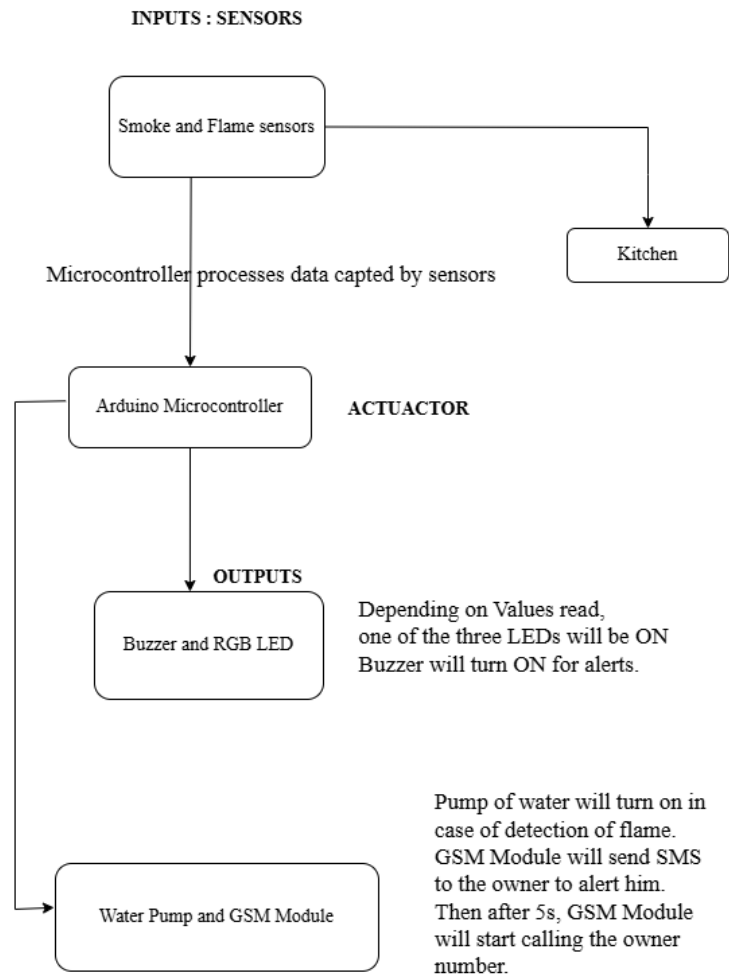 INPUTS : SENSORS
Smoke and Flame sensors
Kitchen
Microcontroller processes data capted by sensors
Arduino Microcontroller
ACTUACTOR
OUTPUTS
Buzzer and RGB LED
Depending on Values read,
one of the three LEDs will be ON
Buzzer will turn ON for alerts.
Pump of water will turn on in
case of detection of flame.
GSM Module will send SMS
to the owner to alert him.
Then after 5s, GSM Module
will start calling the owner
number.
Water Pump and GSM Module